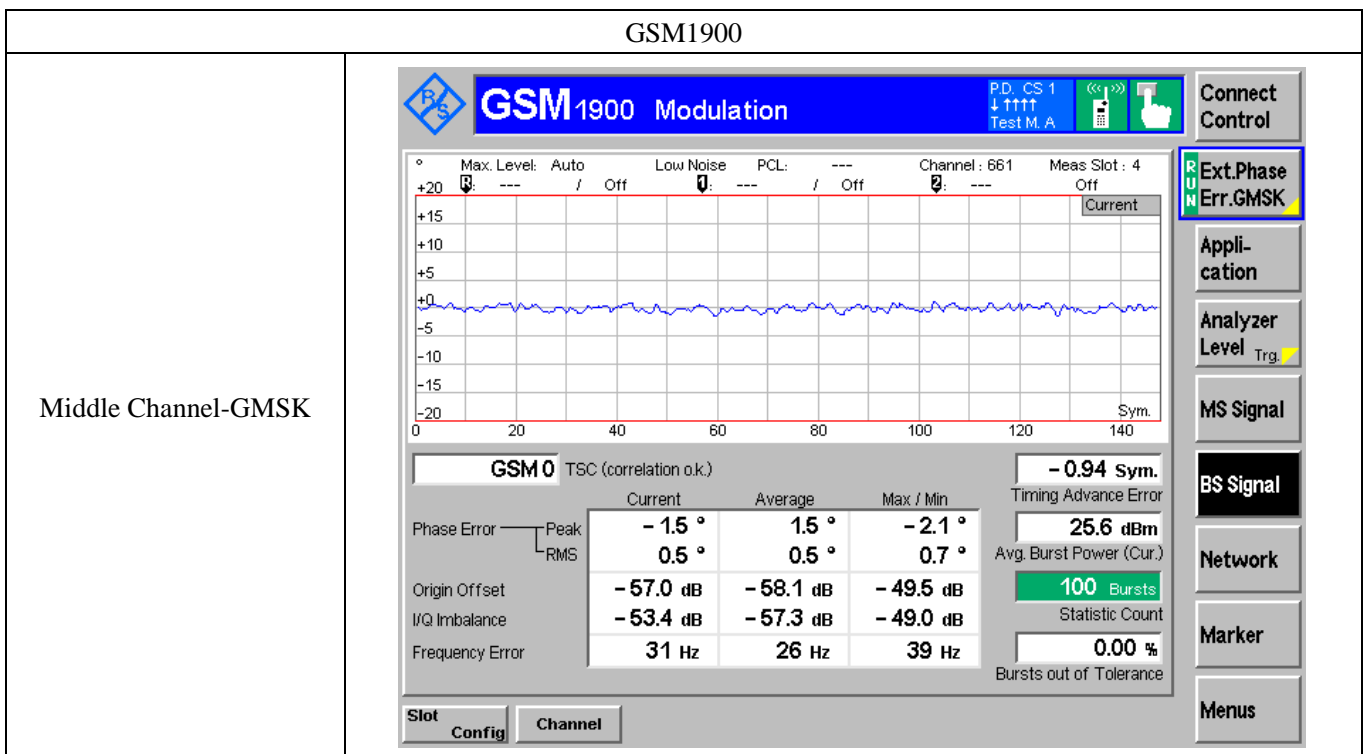 GSM1900
Middle Channel-GMSK
R/S
GSM1900 Modulation
P.D. CS 1
↓ ↑↑↑↑
Test M. A
Connect
Control
° Max. Level: Auto Low Noise PCL: --- Channel : 661 Meas Slot : 4
+20 R: --- / Off 1: --- / Off 2: --- Off
Current
+15
+10
+5
+0
-5
-10
-15
-20
Sym.
0 20 40 60 80 100 120 140
GSM 0 TSC (correlation o.k.)
Current Average Max / Min
Phase Error Peak – 1.5 ° 1.5 ° – 2.1 °
RMS 0.5 ° 0.5 ° 0.7 °
Origin Offset – 57.0 dB – 58.1 dB – 49.5 dB
I/Q Imbalance – 53.4 dB – 57.3 dB – 49.0 dB
Frequency Error 31 Hz 26 Hz 39 Hz
– 0.94 Sym.
Timing Advance Error
25.6 dBm
Avg. Burst Power (Cur.)
100 Bursts
Statistic Count
0.00 %
Bursts out of Tolerance
RUN
Ext.Phase
Err.GMSK
Appli-
cation
Analyzer
Level Trg.
MS Signal
BS Signal
Network
Marker
Menus
Slot
Config
Channel